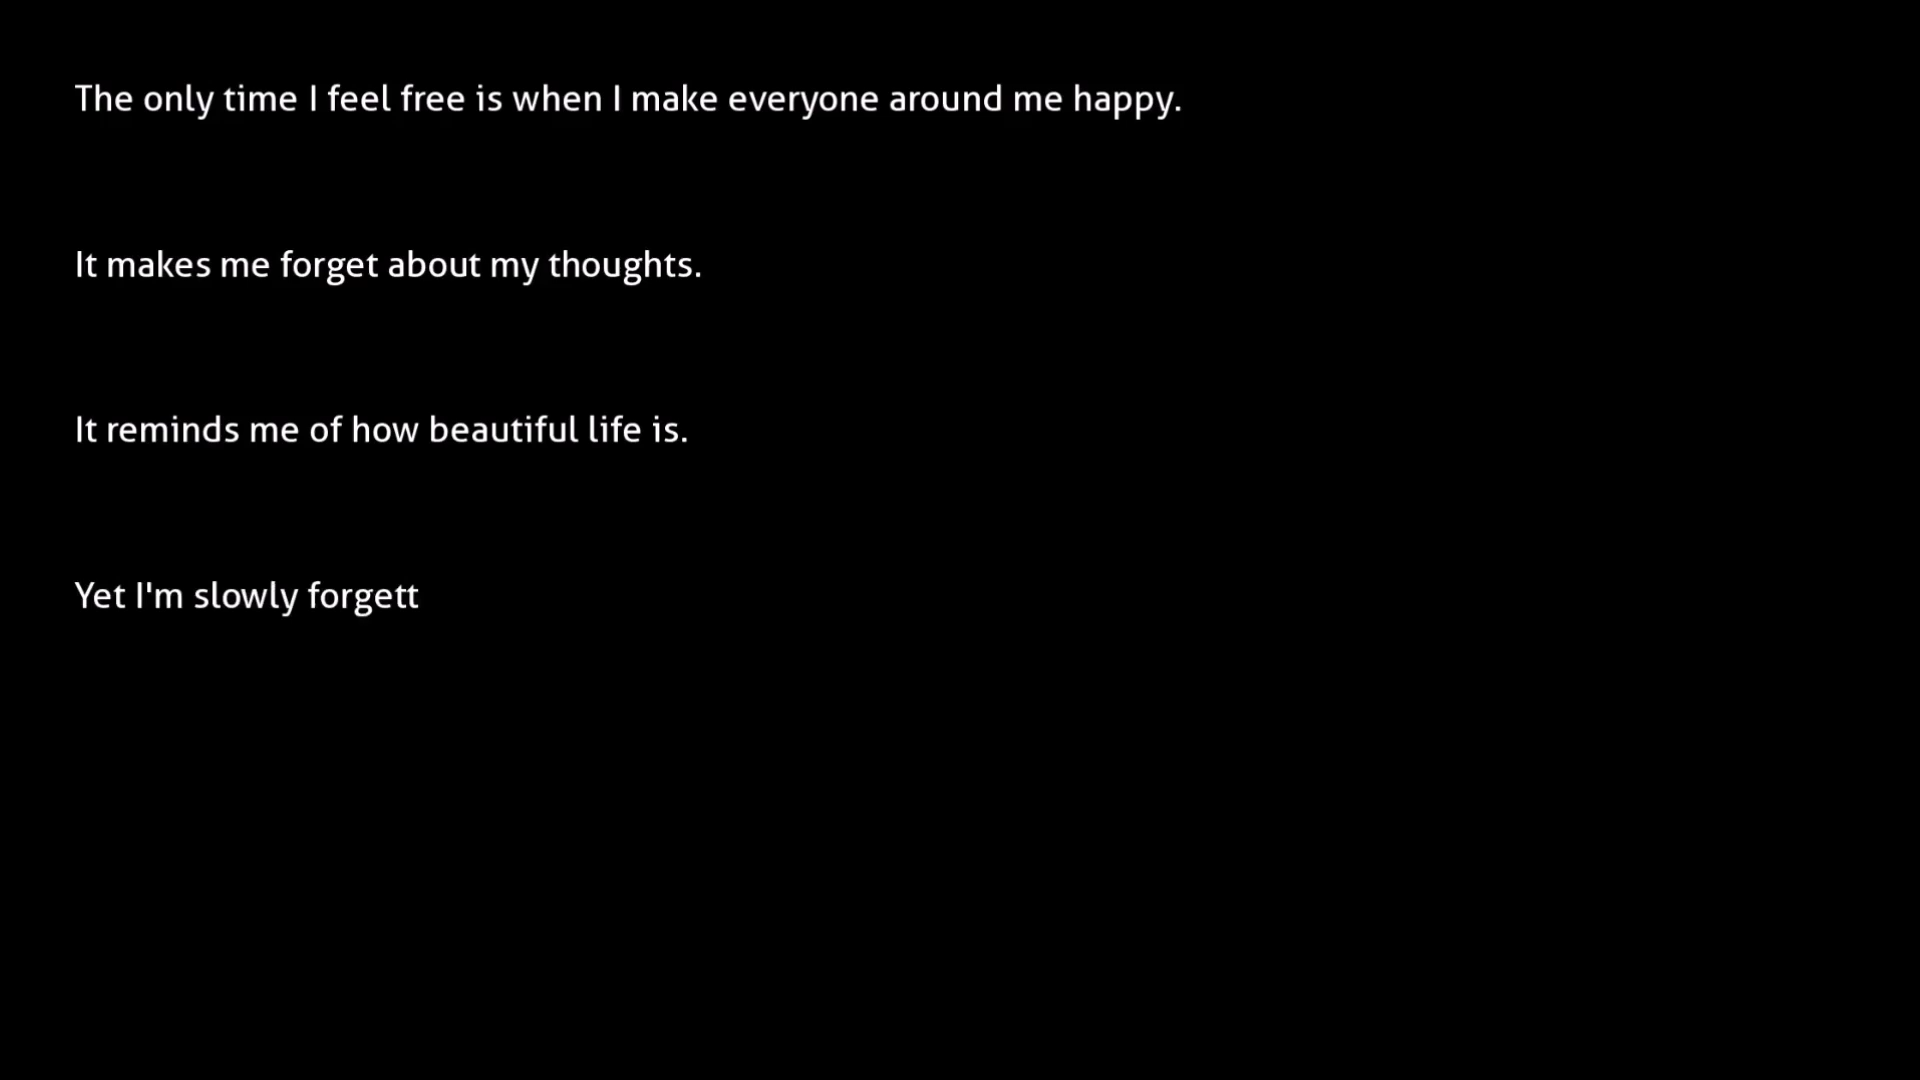 The only time I feel free is when I make everyone around me happy.
It makes me forget about my thoughts.
It reminds me of how beautiful life is.
Yet I'm slowly forgett